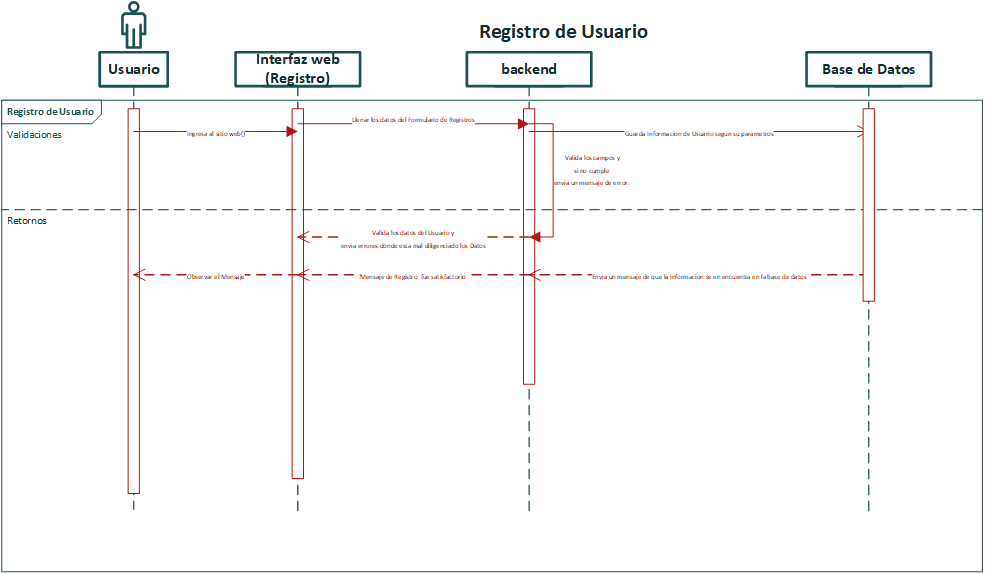 Registro de Usuario
Usuario
Interfaz web
(Registro)
backend
Base de Datos
Registro de Usuario
Validaciones
Ingresa al sitio web()
Llenar los datos del Formulario de Registros
Guarda Informacion de Usuario segun su parametros
Valida los campos y
si no cumple
envia un mensaje de error.
Retornos
Valida los datos del Usuario y
envia errores donde esta mal diligenciado los Datos
Observar el Mensaje
'Mensaje de Registro fue satisfactorio
Envia un mensaje de que la informacion se en encuentra en la base de datos